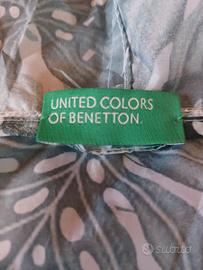 UNITED COLORS
OF BENETTON.
subito